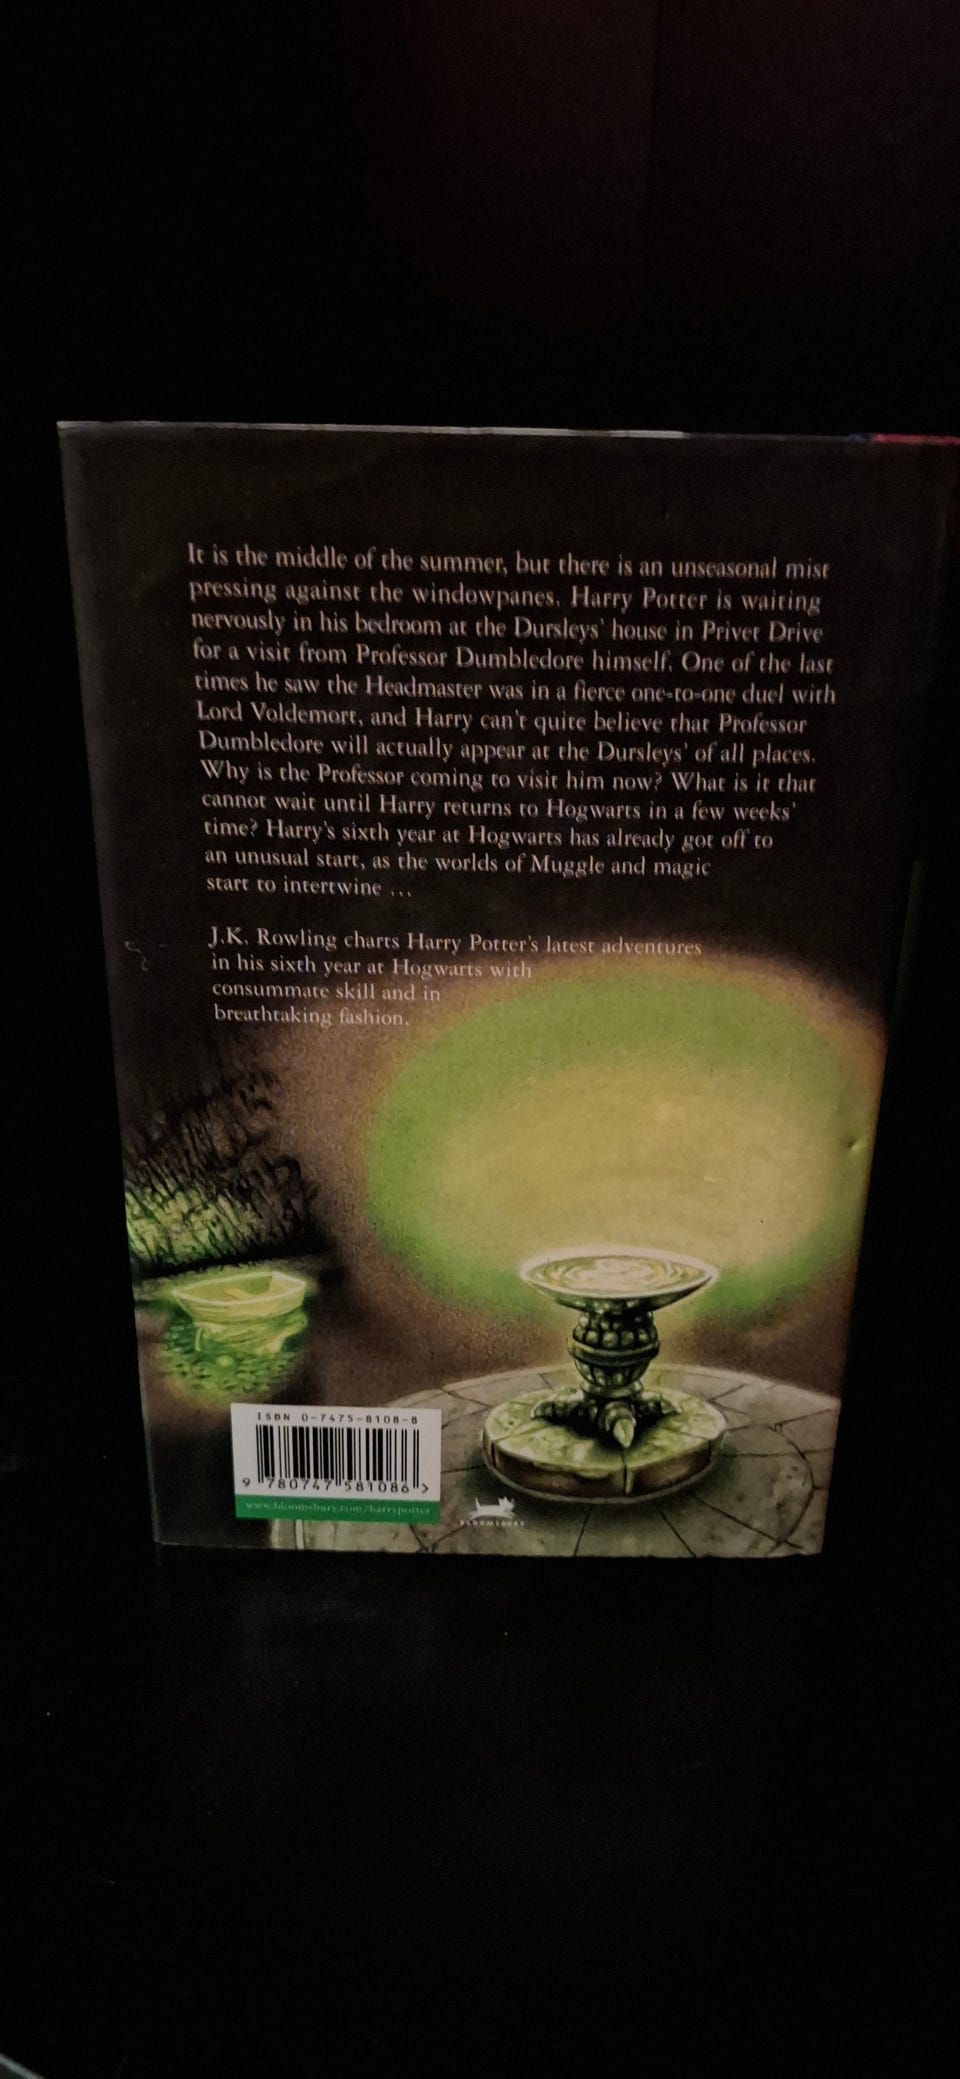 It is the middle of the summer, but there is an unseasonal mist
pressing against the windowpanes. Harry Potter is waiting
nervously in his bedroom at the Dursleys' house in Privet Drive
for a visit from Professor Dumbledore himself. One of the last
times he saw the Headmaster was in a fierce one-to-one duel with
Lord Voldemort, and Harry can't quite believe that Professor
Dumbledore will actually appear at the Dursleys' of all places.
Why is the Professor coming to visit him now? What is it that
cannot wait until Harry returns to Hogwarts in a few weeks'
time? Harry's sixth year at Hogwarts has already got off to
an unusual start, as the worlds of Muggle and magic
start to intertwine ...
J.K. Rowling charts Harry Potter's latest adventures
in his sixth year at Hogwarts with
consummate skill and in
breathtaking fashion.
ISBN 0-7475-8108-8
9 780747 581086 >
www.bloomsbury.com/harrypotter
BLOOMSBURY